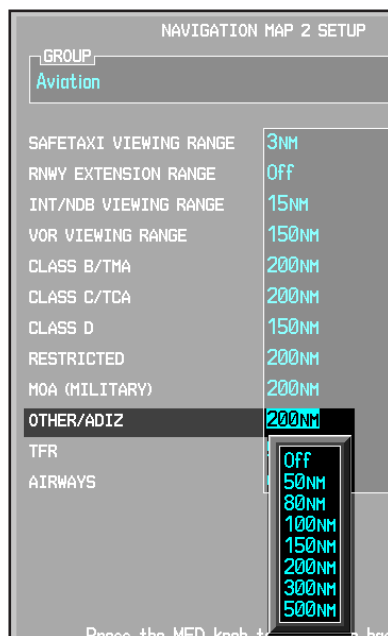 NAVIGATION MAP 2 SETUP
GROUP
Aviation
SAFETAXI VIEWING RANGE 3NM
RNWY EXTENSION RANGE Off
INT/NDB VIEWING RANGE 15NM
VOR VIEWING RANGE 150NM
CLASS B/TMA 200NM
CLASS C/TCA 200NM
CLASS D 150NM
RESTRICTED 200NM
MOA (MILITARY) 200NM
OTHER/ADIZ 200NM
TFR
AIRWAYS
Off
50NM
80NM
100NM
150NM
200NM
300NM
500NM
the MFD knob